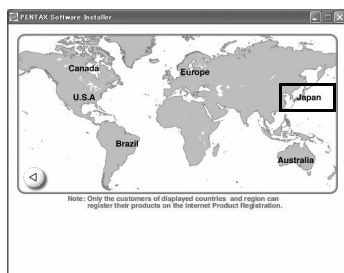 PENTAX Software Installer
Canada
Europe
U.S.A
Japan
Brazil
Australia
Note: Only the customers of displayed countries and region can
register their products on the Internet Product Registration.